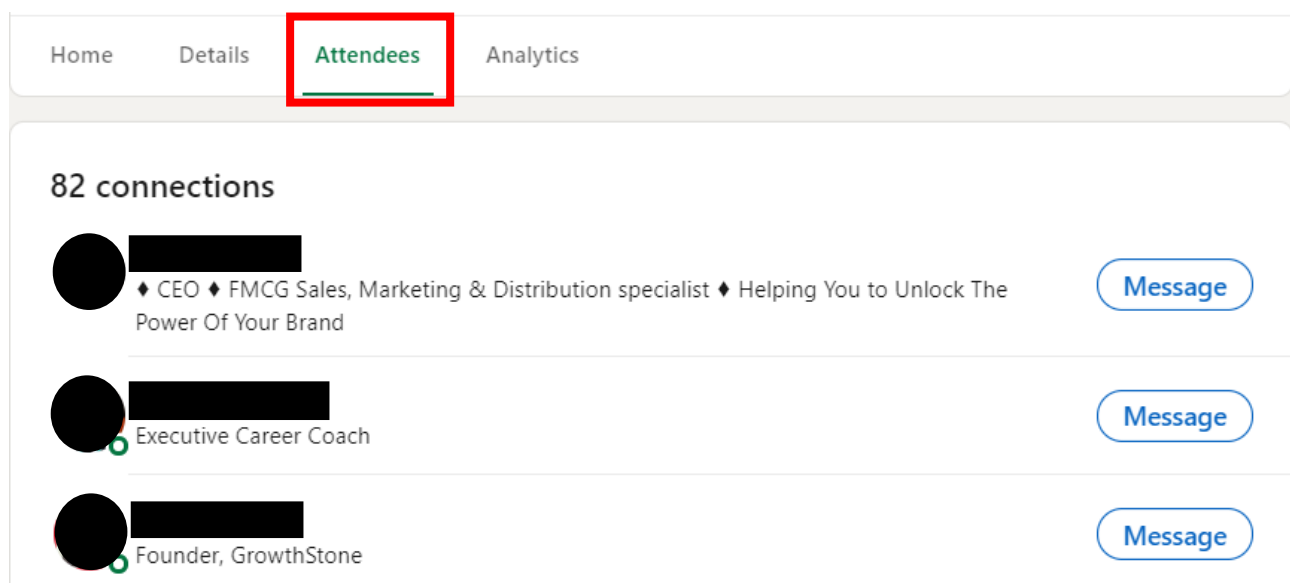 Home Details Attendees Analytics
82 connections
♦ CEO ♦ FMCG Sales, Marketing & Distribution specialist ♦ Helping You to Unlock The
Power Of Your Brand
Message
Executive Career Coach
Message
Founder, GrowthStone
Message